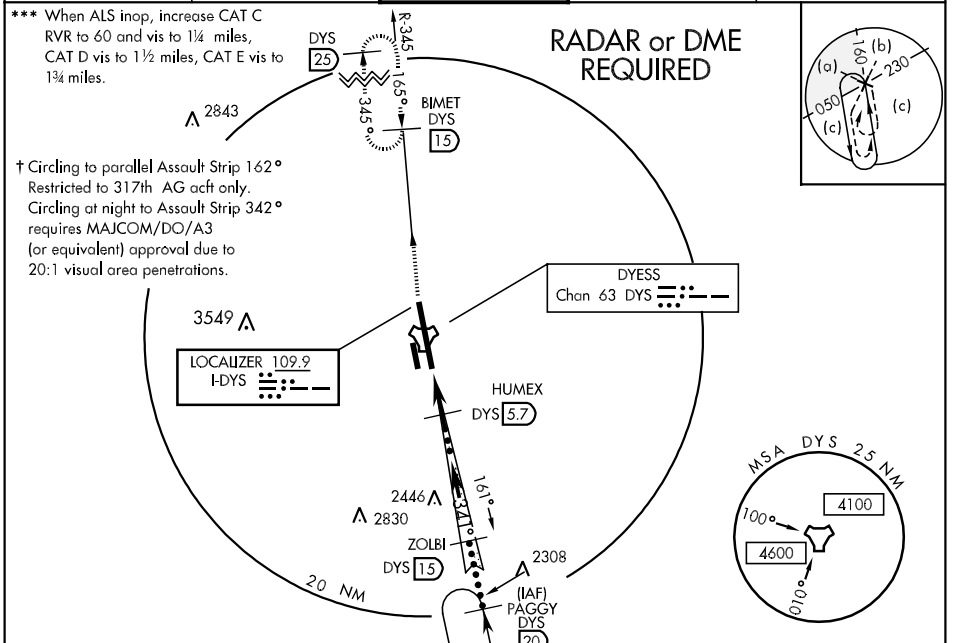 *** When ALS inop, increase CAT C
RVR to 60 and vis to 1¼ miles,
CAT D vis to 1½ miles, CAT E vis to
1¾ miles.
RADAR or DME
REQUIRED
DYS
25
R-345
165°
345°
BIMET
DYS
15
2843
160
(b)
(a)
230
050
(c)
(c)
† Circling to parallel Assault Strip 162°
Restricted to 317th AG acft only.
Circling at night to Assault Strip 342°
requires MAJCOM/DO/A3
(or equivalent) approval due to
20:1 visual area penetrations.
DYESS
Chan 63 DYS
3549
LOCALIZER 109.9
I-DYS
HUMEX
DYS 5.7
161°
341°
2446
2830
ZOLBI
DYS 15
2308
(IAF)
PAGGY
DYS
20
20 NM
MSA DYS 25 NM
4100
100°
4600
010°